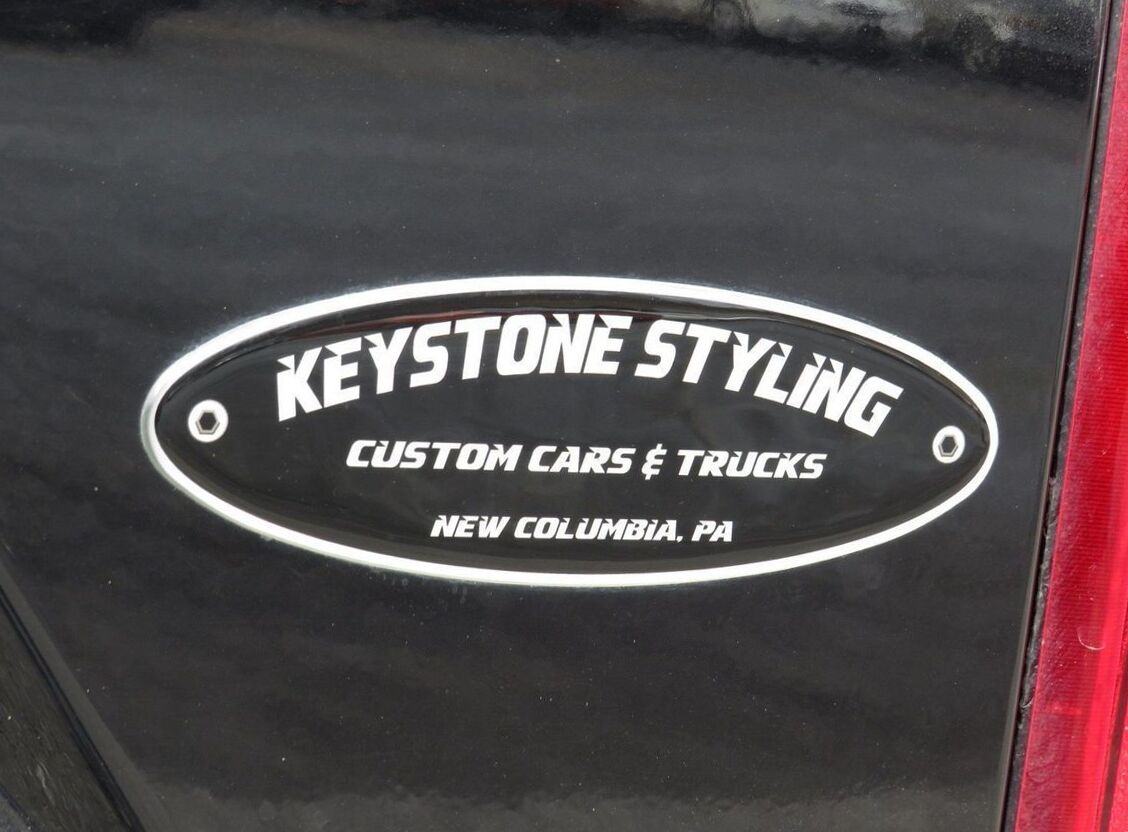 KEYSTONE STYLING
CUSTOM CARS & TRUCKS
NEW COLUMBIA, PA